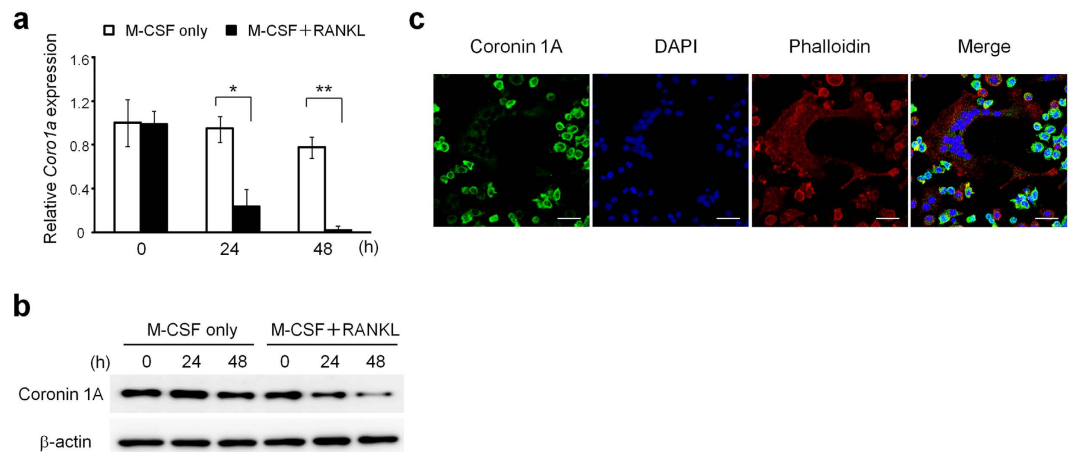 a
M-CSF only M-CSF+RANKL
Relative Coro1a expression
1.6
1.2
0.8
0.4
0
* **
0 24 48 (h)
b
M-CSF only M-CSF+RANKL
(h) 0 24 48 0 24 48
Coronin 1A
β-actin
c
Coronin 1A DAPI Phalloidin Merge